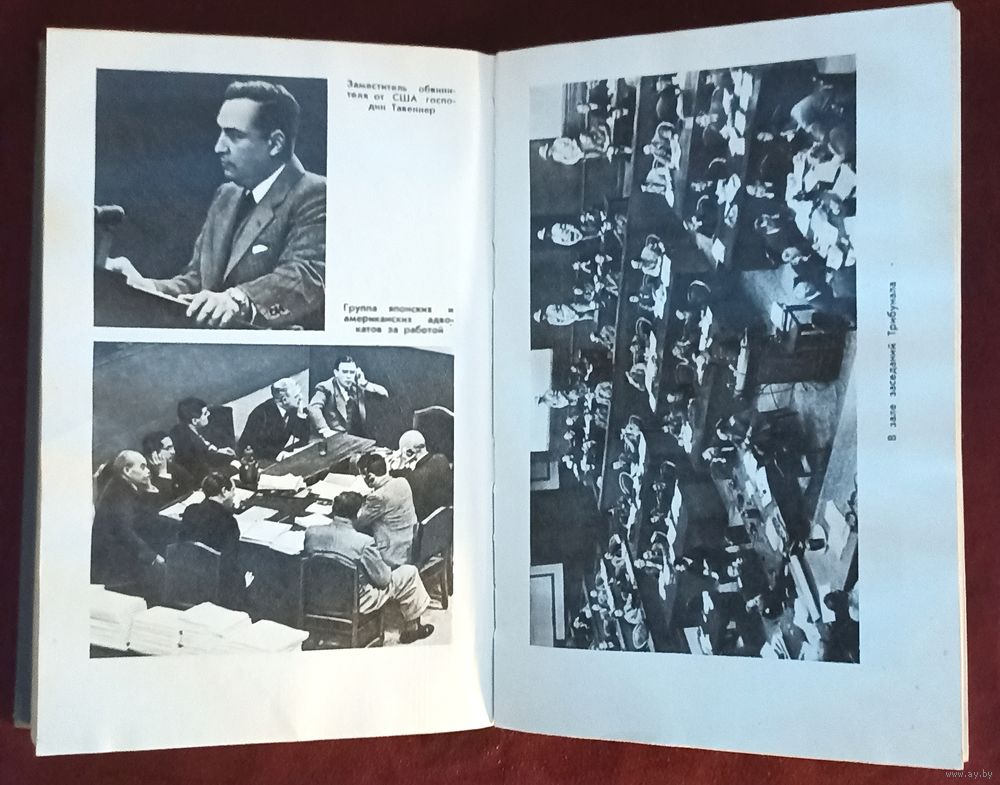 Заместитель обвини-
теля от США госпо-
дин Тавеннер
Группа японских и
американских адво-
катов за работой
В зале заседаний Трибунала
www.ay.by